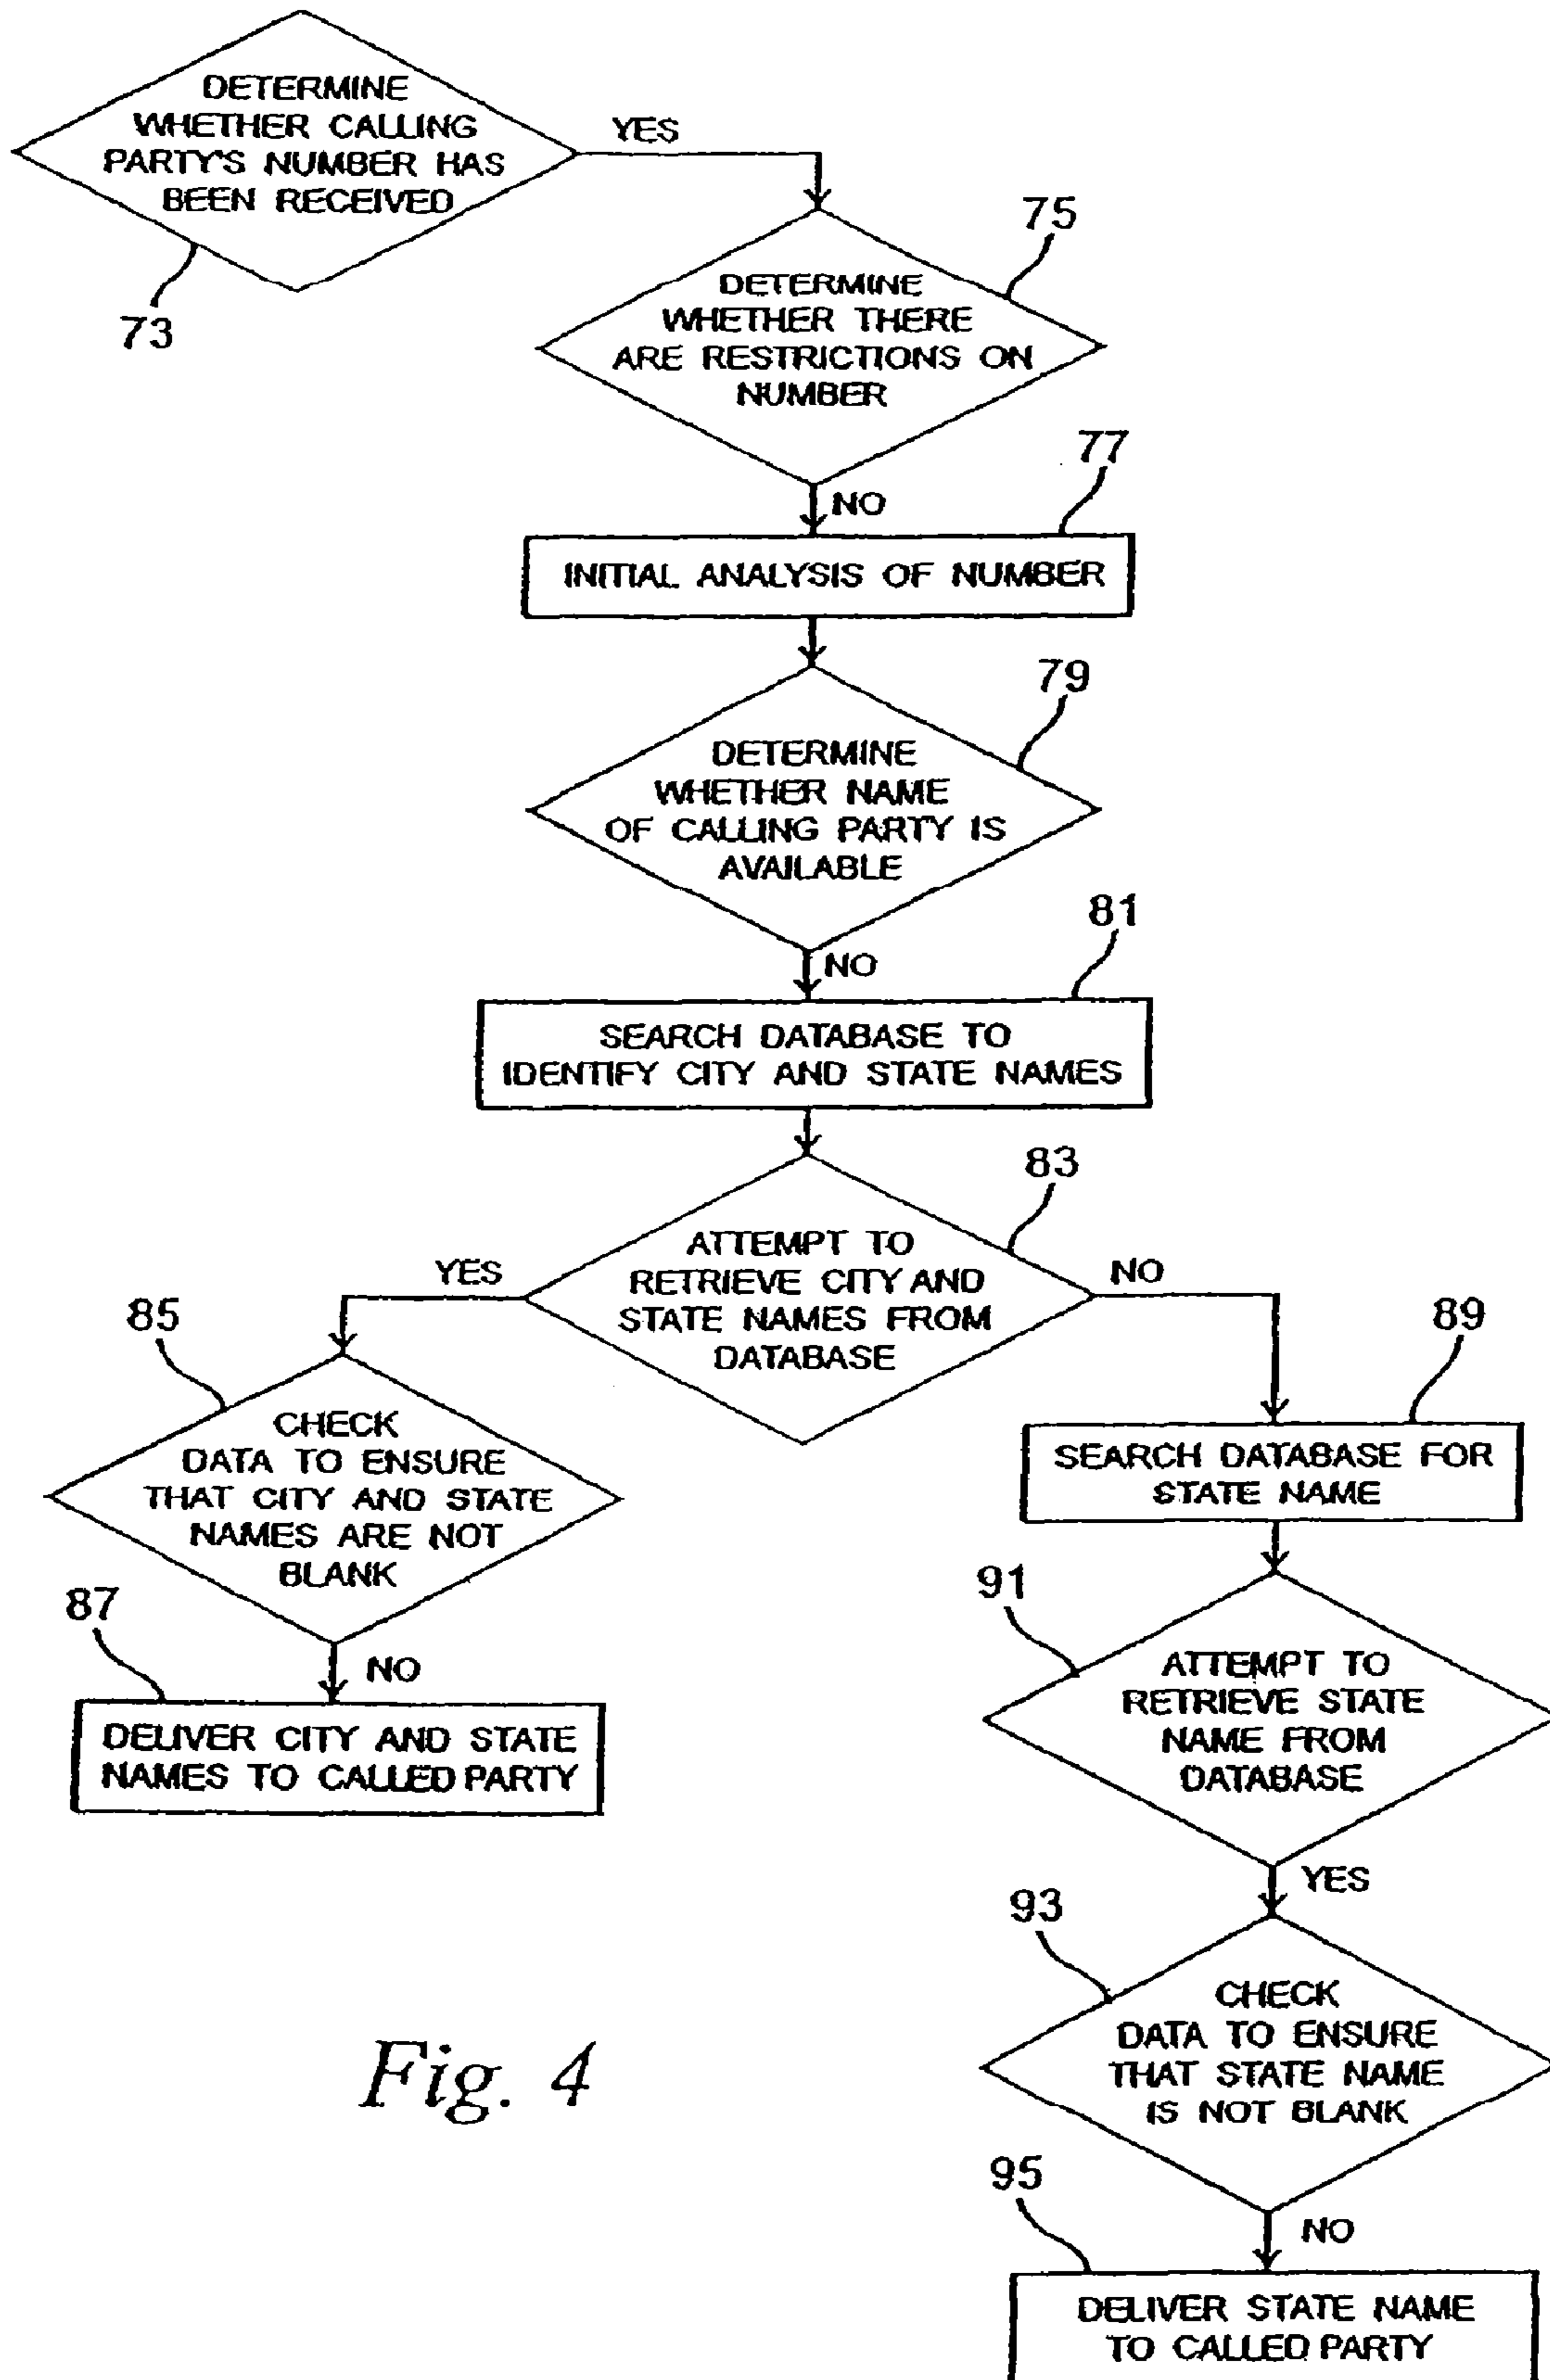 DETERMINE
WHETHER CALLING
PARTY'S NUMBER HAS
BEEN RECEIVED
YES
73
75
DETERMINE
WHETHER THERE
ARE RESTRICTIONS ON
NUMBER
NO
77
INITIAL ANALYSIS OF NUMBER
79
DETERMINE
WHETHER NAME
OF CALLING PARTY IS
AVAILABLE
NO
81
SEARCH DATABASE TO
IDENTIFY CITY AND STATE NAMES
83
ATTEMPT TO
RETRIEVE CITY AND
STATE NAMES FROM
DATABASE
YES
NO
85
CHECK
DATA TO ENSURE
THAT CITY AND STATE
NAMES ARE NOT
BLANK
NO
87
DELIVER CITY AND STATE
NAMES TO CALLED PARTY
89
SEARCH DATABASE FOR
STATE NAME
91
ATTEMPT TO
RETRIEVE STATE
NAME FROM
DATABASE
YES
93
CHECK
DATA TO ENSURE
THAT STATE NAME
IS NOT BLANK
NO
95
DELIVER STATE NAME
TO CALLED PARTY
Fig. 4